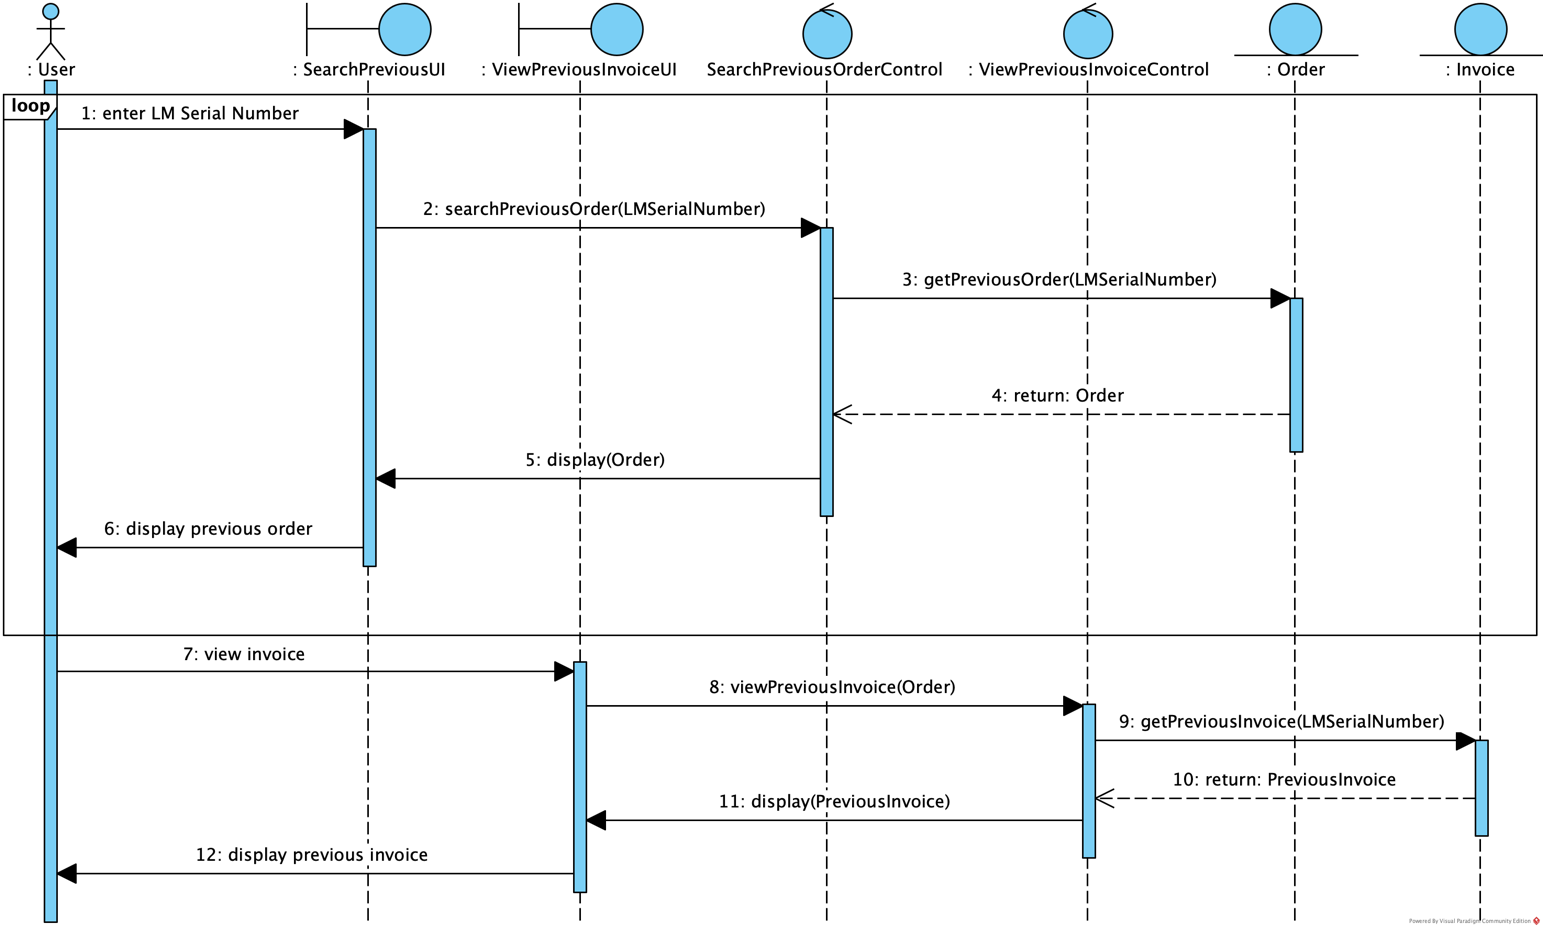 : User
: SearchPreviousUI
: ViewPreviousInvoiceUI
SearchPreviousOrderControl
: ViewPreviousInvoiceControl
: Order
: Invoice
loop
1: enter LM Serial Number
2: searchPreviousOrder(LMSerialNumber)
3: getPreviousOrder(LMSerialNumber)
4: return: Order
5: display(Order)
6: display previous order
7: view invoice
8: viewPreviousInvoice(Order)
9: getPreviousInvoice(LMSerialNumber)
10: return: PreviousInvoice
11: display(PreviousInvoice)
12: display previous invoice
Powered By Visual Paradigm Community Edition